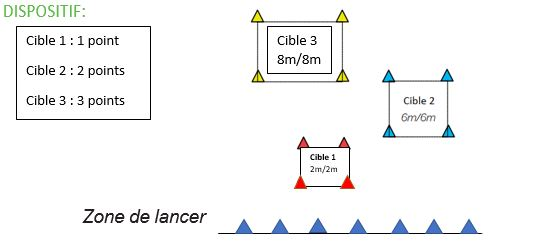 DISPOSITIF:
Cible 1 : 1 point
Cible 2 : 2 points
Cible 3 : 3 points
Cible 3
8m/8m
Cible 2
6m/6m
Cible 1
2m/2m
Zone de lancer